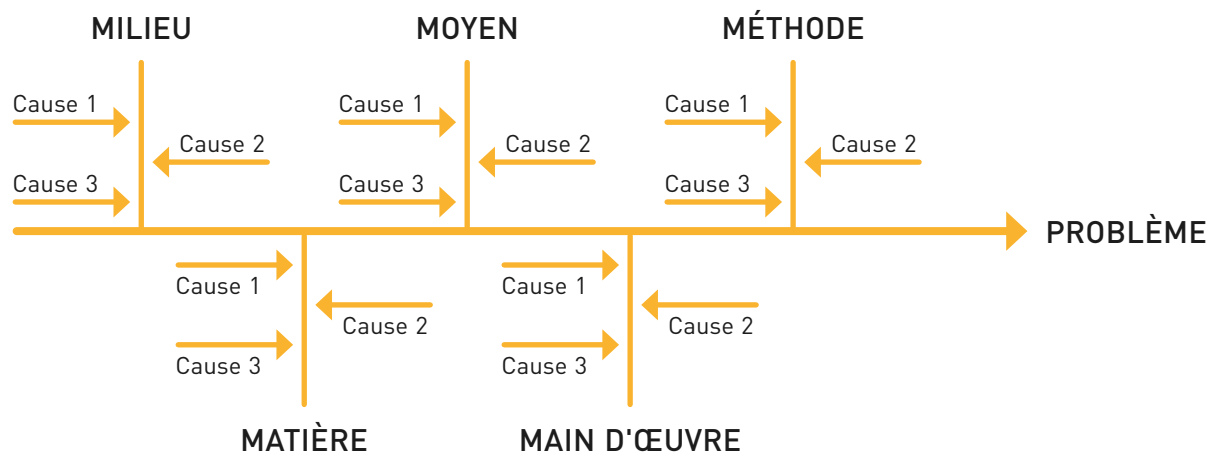 MILIEU MOYEN MÉTHODE
Cause 1 Cause 1 Cause 1
Cause 2 Cause 2 Cause 2
Cause 3 Cause 3 Cause 3
PROBLÈME
Cause 1 Cause 1
Cause 2 Cause 2
Cause 3 Cause 3
MATIÈRE MAIN D'ŒUVRE